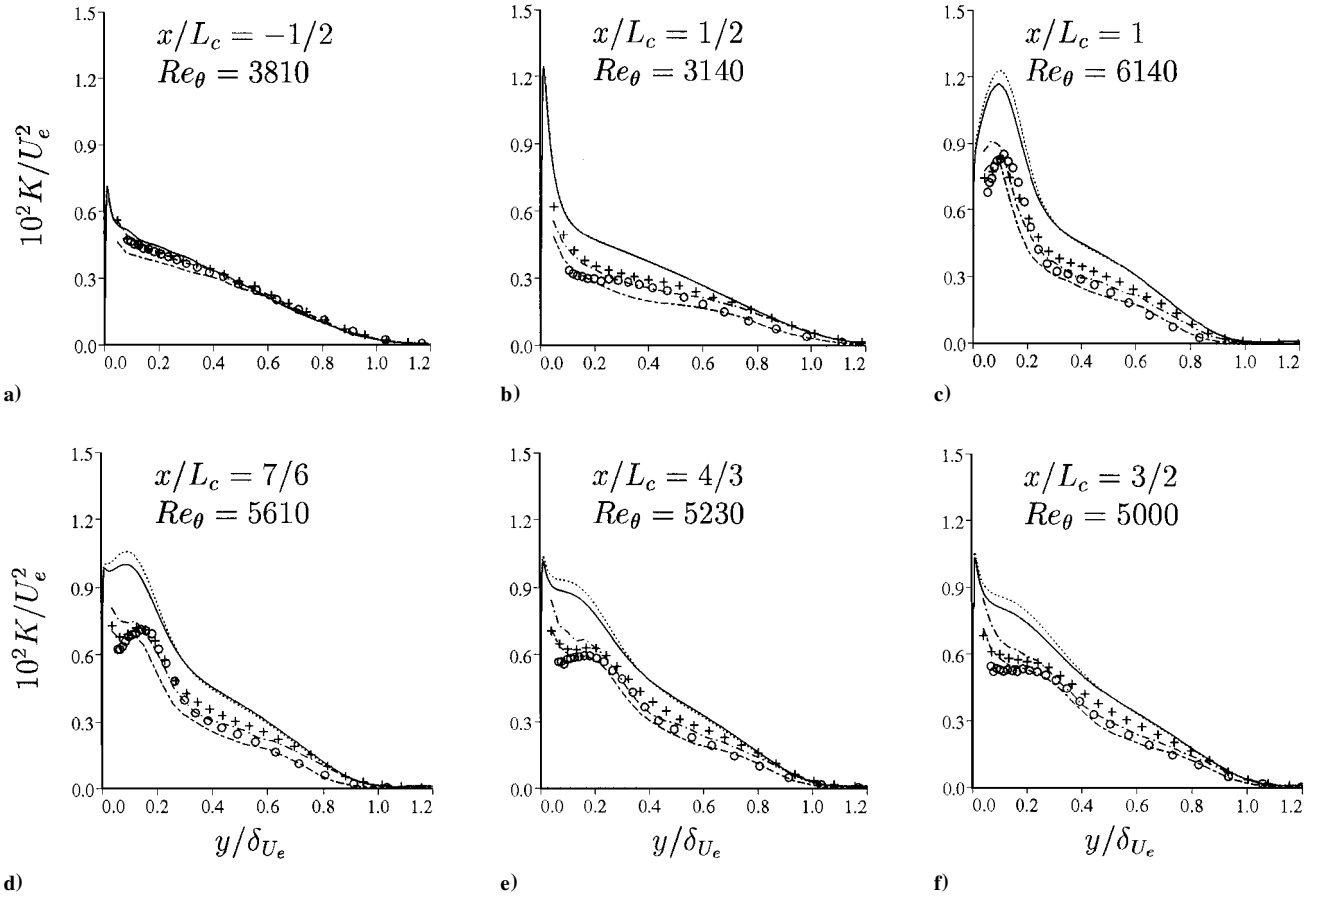 x/L_c = −1/2
Re_θ = 3810
10²K/U_e²
1.5
1.2
0.9
0.6
0.3
0.0
0.0 0.2 0.4 0.6 0.8 1.0 1.2
a)
x/L_c = 1/2
Re_θ = 3140
1.5
1.2
0.9
0.6
0.3
0.0
0.0 0.2 0.4 0.6 0.8 1.0 1.2
b)
x/L_c = 1
Re_θ = 6140
1.5
1.2
0.9
0.6
0.3
0.0
0.0 0.2 0.4 0.6 0.8 1.0 1.2
c)
x/L_c = 7/6
Re_θ = 5610
10²K/U_e²
1.5
1.2
0.9
0.6
0.3
0.0
0.0 0.2 0.4 0.6 0.8 1.0 1.2
y/δ_{U_e}
d)
x/L_c = 4/3
Re_θ = 5230
1.5
1.2
0.9
0.6
0.3
0.0
0.0 0.2 0.4 0.6 0.8 1.0 1.2
y/δ_{U_e}
e)
x/L_c = 3/2
Re_θ = 5000
1.5
1.2
0.9
0.6
0.3
0.0
0.0 0.2 0.4 0.6 0.8 1.0 1.2
y/δ_{U_e}
f)